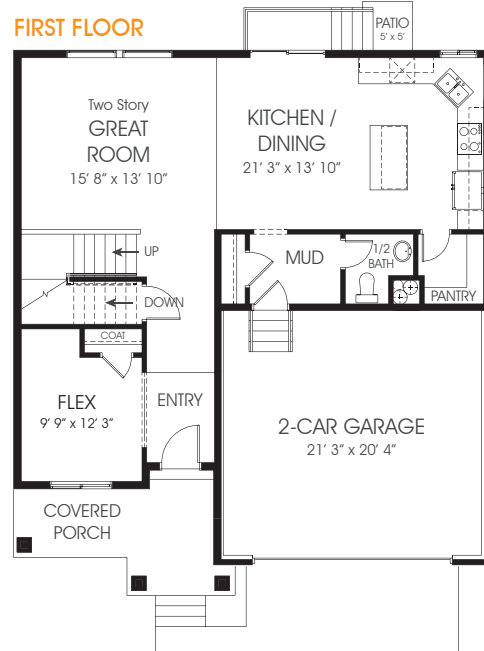 FIRST FLOOR
PATIO
5' x 5'
Two Story
GREAT
ROOM
15' 8" x 13' 10"
KITCHEN /
DINING
21' 3" x 13' 10"
UP
DOWN
MUD
1/2
BATH
PANTRY
COAT
FLEX
9' 9" x 12' 3"
ENTRY
2-CAR GARAGE
21' 3" x 20' 4"
COVERED
PORCH